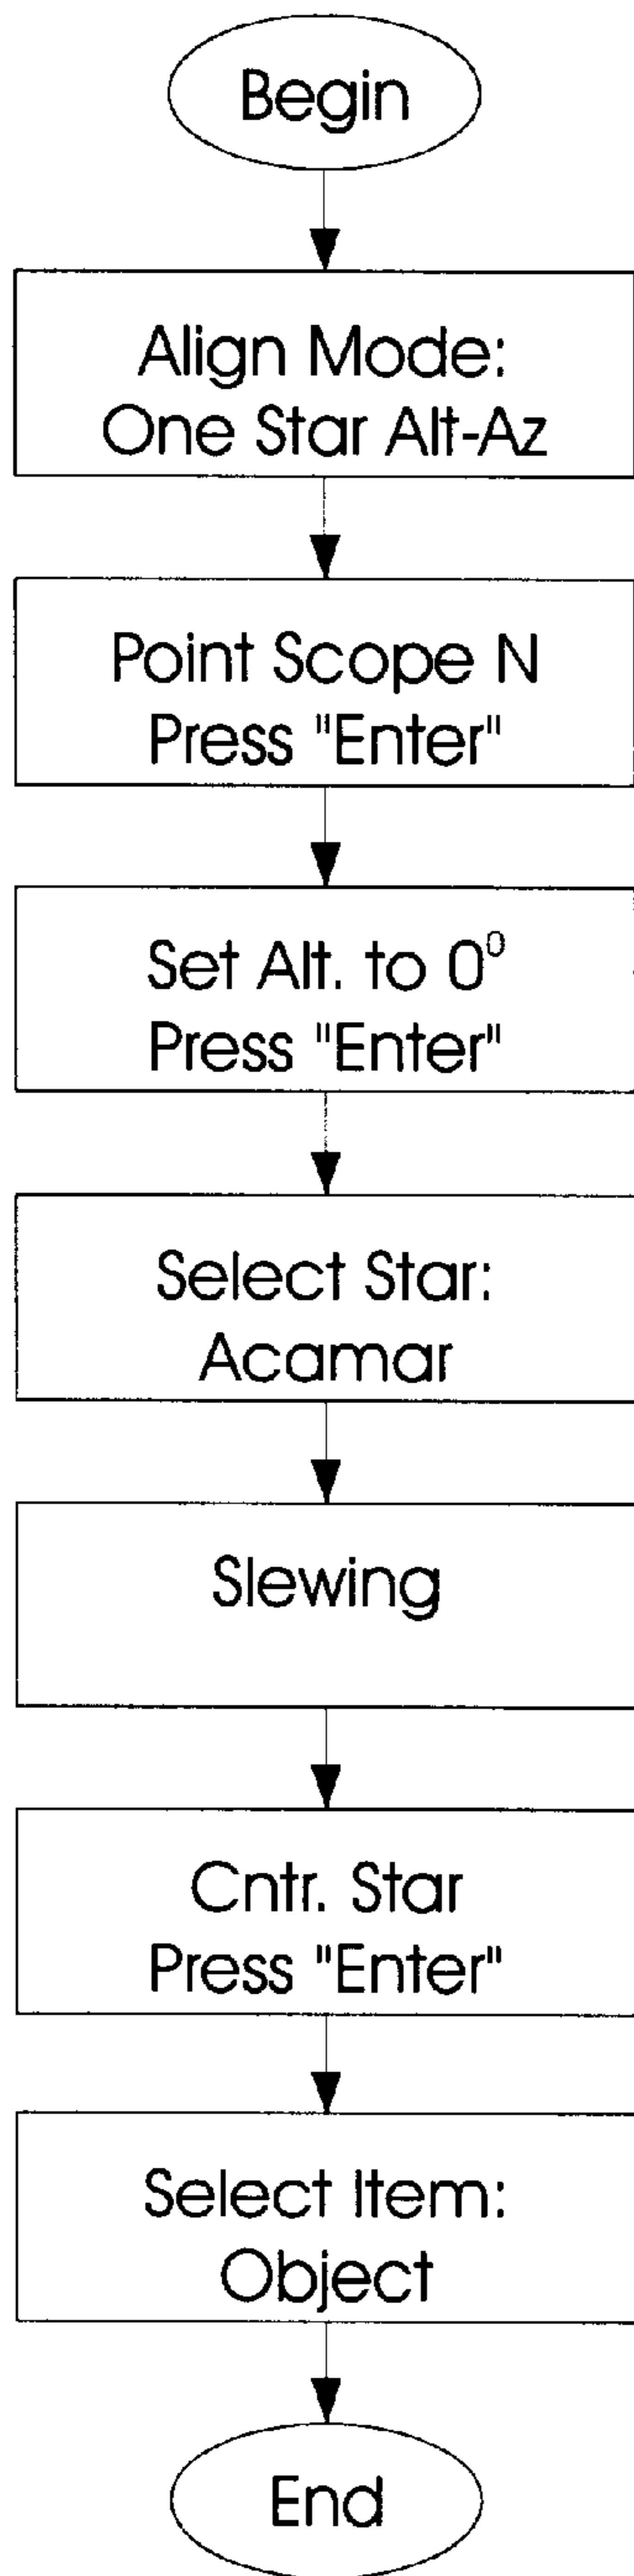 Begin
Align Mode:
One Star Alt-Az
Point Scope N
Press "Enter"
Set Alt. to 0⁰
Press "Enter"
Select Star:
Acamar
Slewing
Cntr. Star
Press "Enter"
Select Item:
Object
End